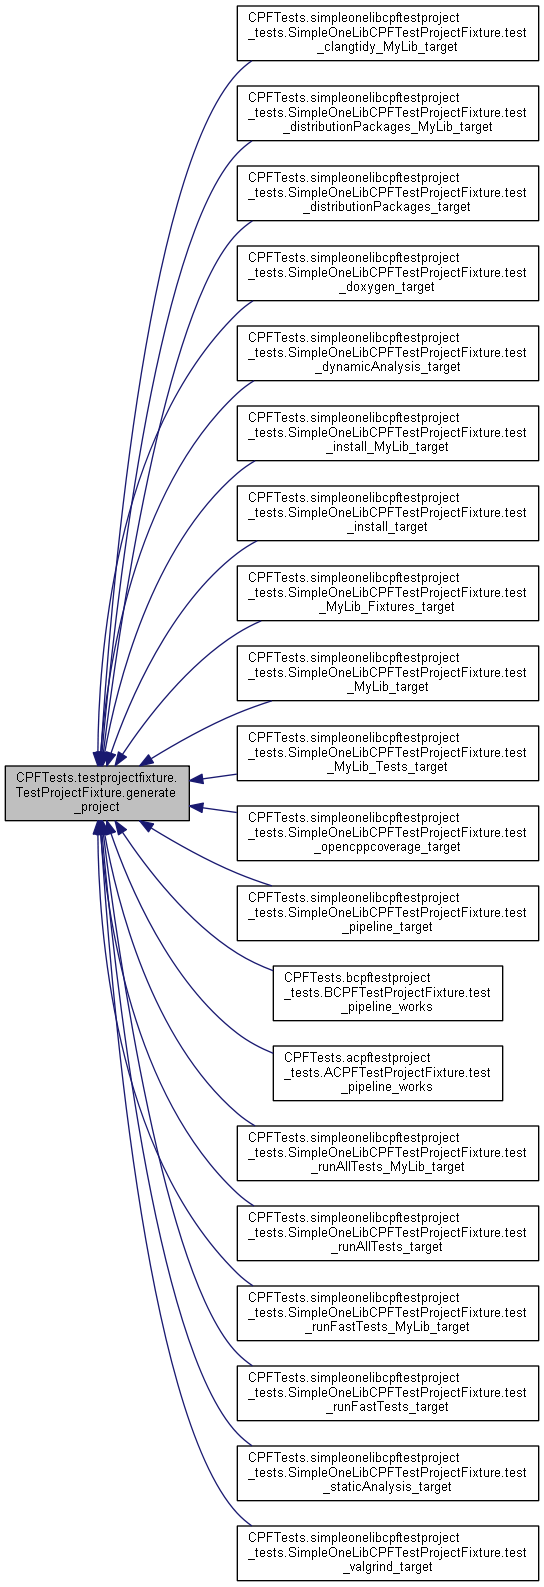 CPFTests.simpleonelibcpftestproject
_tests.SimpleOneLibCPFTestProjectFixture.test
_clangtidy_MyLib_target
CPFTests.simpleonelibcpftestproject
_tests.SimpleOneLibCPFTestProjectFixture.test
_distributionPackages_MyLib_target
CPFTests.simpleonelibcpftestproject
_tests.SimpleOneLibCPFTestProjectFixture.test
_distributionPackages_target
CPFTests.simpleonelibcpftestproject
_tests.SimpleOneLibCPFTestProjectFixture.test
_doxygen_target
CPFTests.simpleonelibcpftestproject
_tests.SimpleOneLibCPFTestProjectFixture.test
_dynamicAnalysis_target
CPFTests.simpleonelibcpftestproject
_tests.SimpleOneLibCPFTestProjectFixture.test
_install_MyLib_target
CPFTests.simpleonelibcpftestproject
_tests.SimpleOneLibCPFTestProjectFixture.test
_install_target
CPFTests.simpleonelibcpftestproject
_tests.SimpleOneLibCPFTestProjectFixture.test
_MyLib_Fixtures_target
CPFTests.simpleonelibcpftestproject
_tests.SimpleOneLibCPFTestProjectFixture.test
_MyLib_target
CPFTests.simpleonelibcpftestproject
_tests.SimpleOneLibCPFTestProjectFixture.test
_MyLib_Tests_target
CPFTests.testprojectfixture.
TestProjectFixture.generate
_project
CPFTests.simpleonelibcpftestproject
_tests.SimpleOneLibCPFTestProjectFixture.test
_opencppcoverage_target
CPFTests.simpleonelibcpftestproject
_tests.SimpleOneLibCPFTestProjectFixture.test
_pipeline_target
CPFTests.bcpftestproject
_tests.BCPFTestProjectFixture.test
_pipeline_works
CPFTests.acpftestproject
_tests.ACPFTestProjectFixture.test
_pipeline_works
CPFTests.simpleonelibcpftestproject
_tests.SimpleOneLibCPFTestProjectFixture.test
_runAllTests_MyLib_target
CPFTests.simpleonelibcpftestproject
_tests.SimpleOneLibCPFTestProjectFixture.test
_runAllTests_target
CPFTests.simpleonelibcpftestproject
_tests.SimpleOneLibCPFTestProjectFixture.test
_runFastTests_MyLib_target
CPFTests.simpleonelibcpftestproject
_tests.SimpleOneLibCPFTestProjectFixture.test
_runFastTests_target
CPFTests.simpleonelibcpftestproject
_tests.SimpleOneLibCPFTestProjectFixture.test
_staticAnalysis_target
CPFTests.simpleonelibcpftestproject
_tests.SimpleOneLibCPFTestProjectFixture.test
_valgrind_target